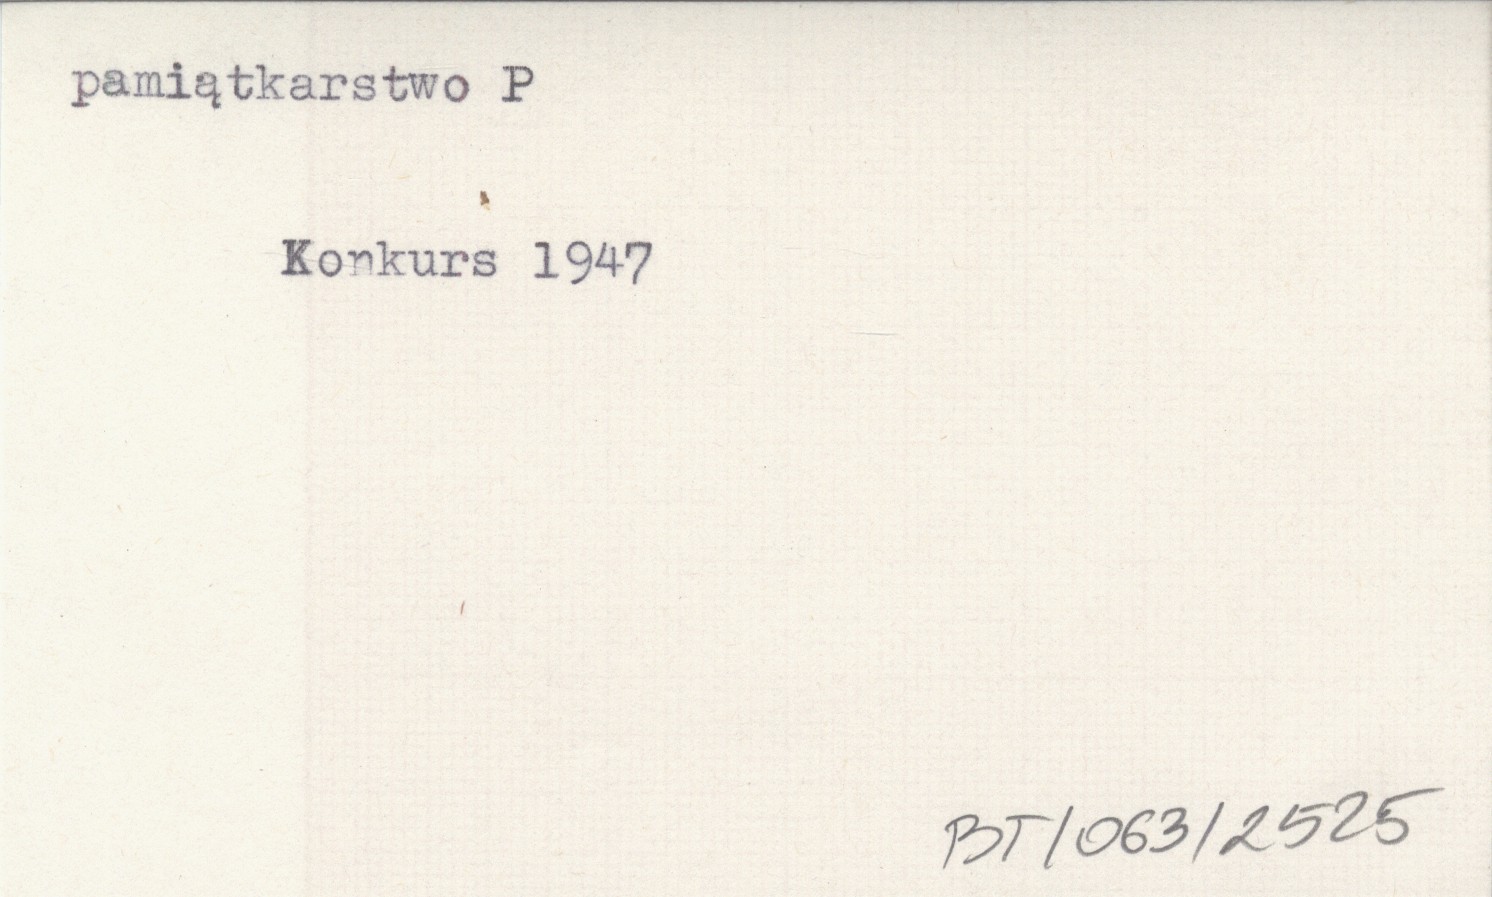 pamiątkarstwo P
Konkurs 1947
BT/063/2525